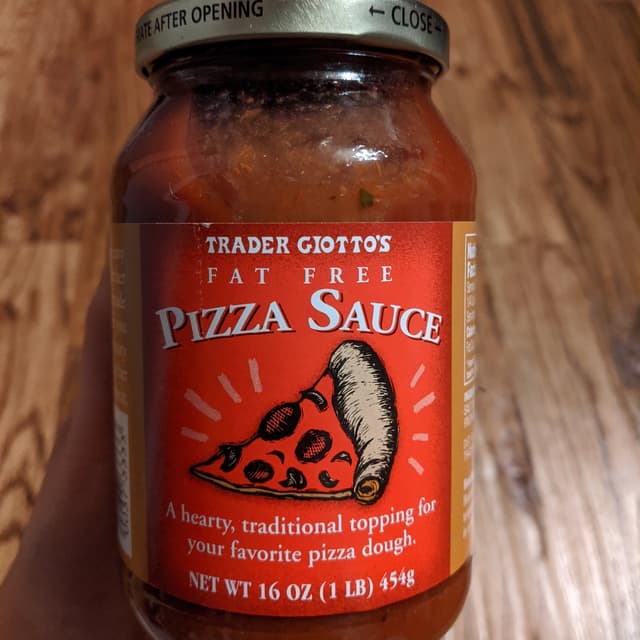 AFTER OPENING
← CLOSE
TRADER GIOTTO'S
FAT FREE
PIZZA SAUCE
A hearty, traditional topping for
your favorite pizza dough.
NET WT 16 OZ (1 LB) 454g